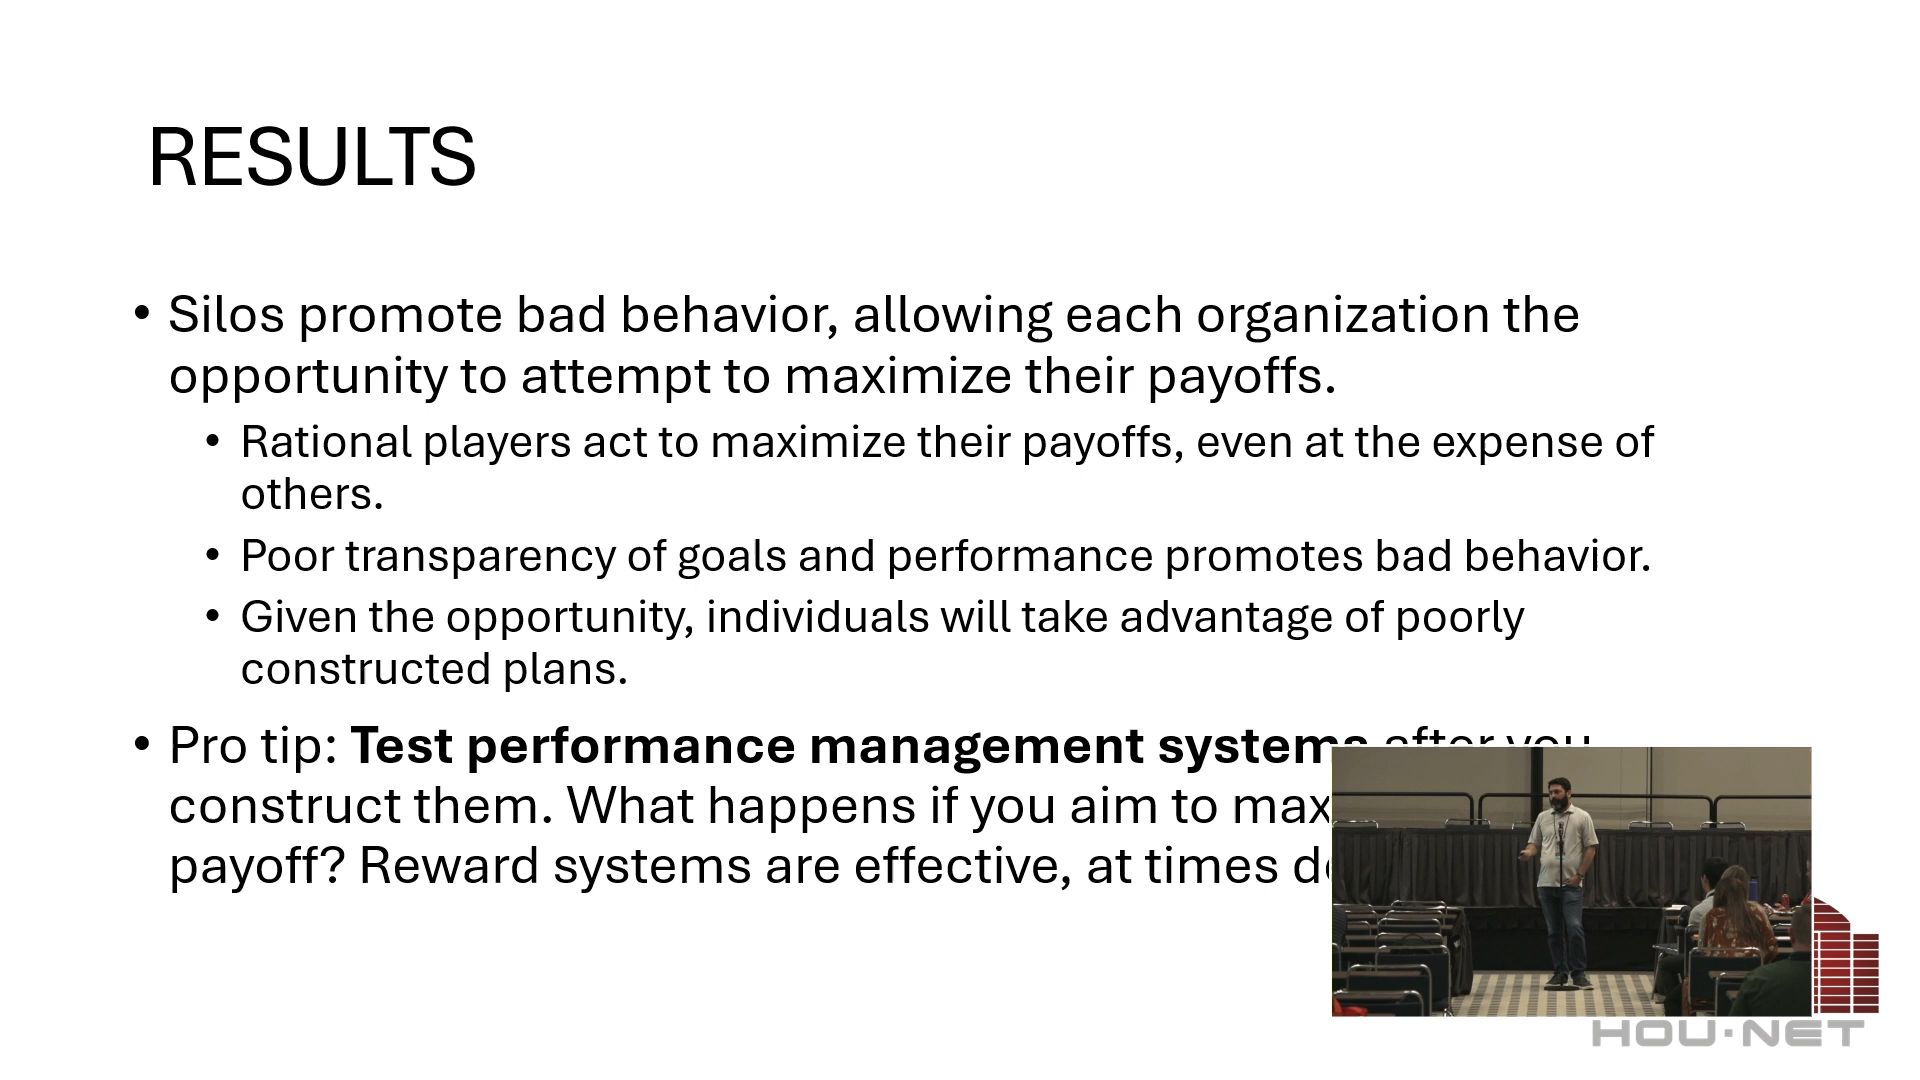 RESULTS
• Silos promote bad behavior, allowing each organization the
opportunity to attempt to maximize their payoffs.
• Rational players act to maximize their payoffs, even at the expense of
others.
• Poor transparency of goals and performance promotes bad behavior.
• Given the opportunity, individuals will take advantage of poorly
constructed plans.
• Pro tip: Test performance management systems after you
construct them. What happens if you aim to
payoff? Reward systems are effective, at times
HOU·NET